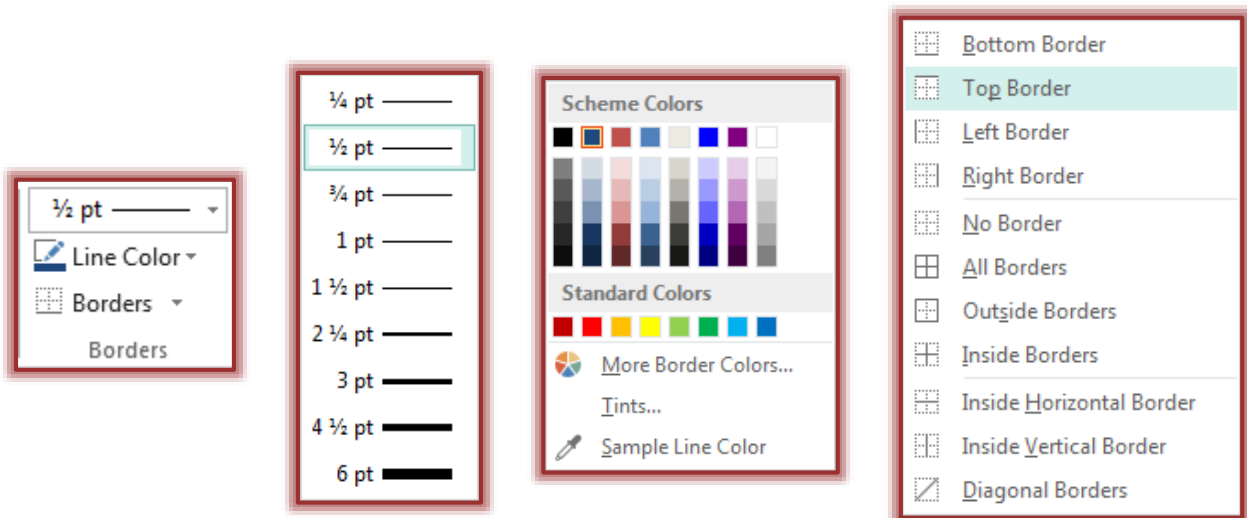 ½ pt
Line Color
Borders
Borders
¼ pt
½ pt
¾ pt
1 pt
1 ½ pt
2 ¼ pt
3 pt
4 ½ pt
6 pt
Scheme Colors
Standard Colors
More Border Colors...
Tints...
Sample Line Color
Bottom Border
Top Border
Left Border
Right Border
No Border
All Borders
Outside Borders
Inside Borders
Inside Horizontal Border
Inside Vertical Border
Diagonal Borders